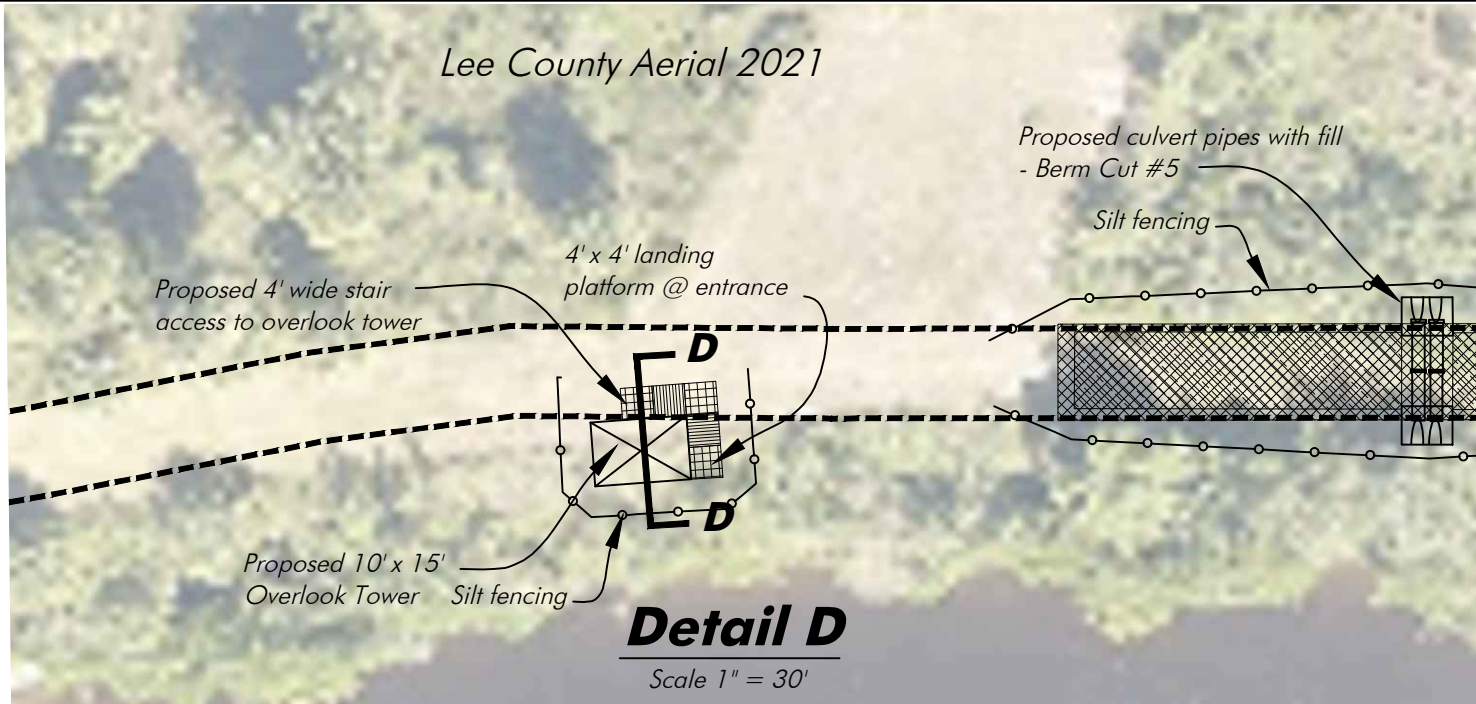 Lee County Aerial 2021
Proposed culvert pipes with fill
- Berm Cut #5
Silt fencing
4' x 4' landing
platform @ entrance
Proposed 4' wide stair
access to overlook tower
D
D
Proposed 10' x 15'
Overlook Tower
Silt fencing
Detail D
Scale 1" = 30'